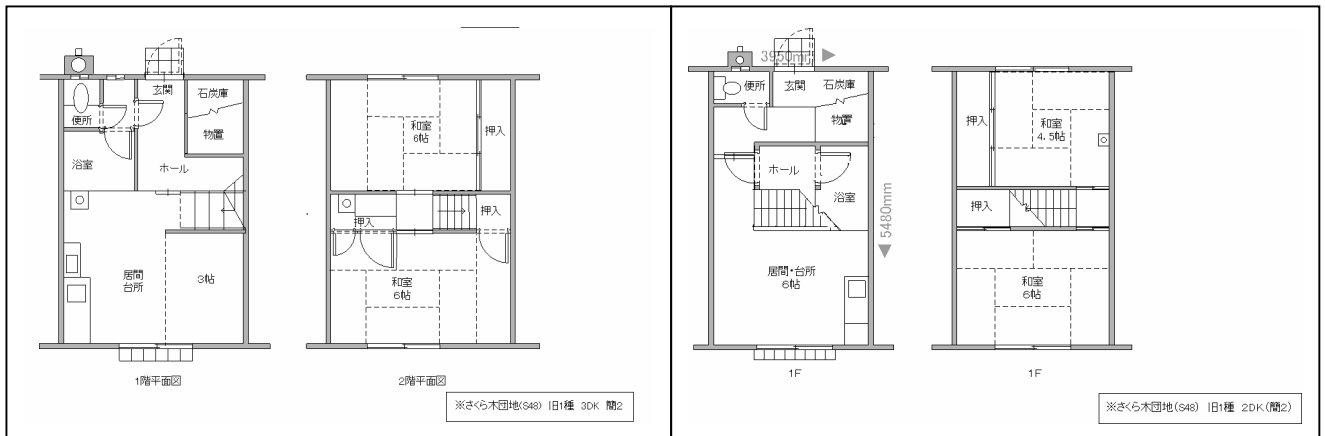 玄関
石炭庫
便所
物置
浴室
ホール
居間
台所
3帖
1階平面図
和室
6帖
押入
押入
押入
和室
6帖
2階平面図
※さくら木団地(S48) 旧1種 3DK 簡2
3950mm
便所
玄関
石炭庫
物置
ホール
浴室
5480mm
居間・台所
6帖
1F
押入
和室
4.5帖
押入
和室
6帖
1F
※さくら木団地(S48) 旧1種 2DK(簡2)